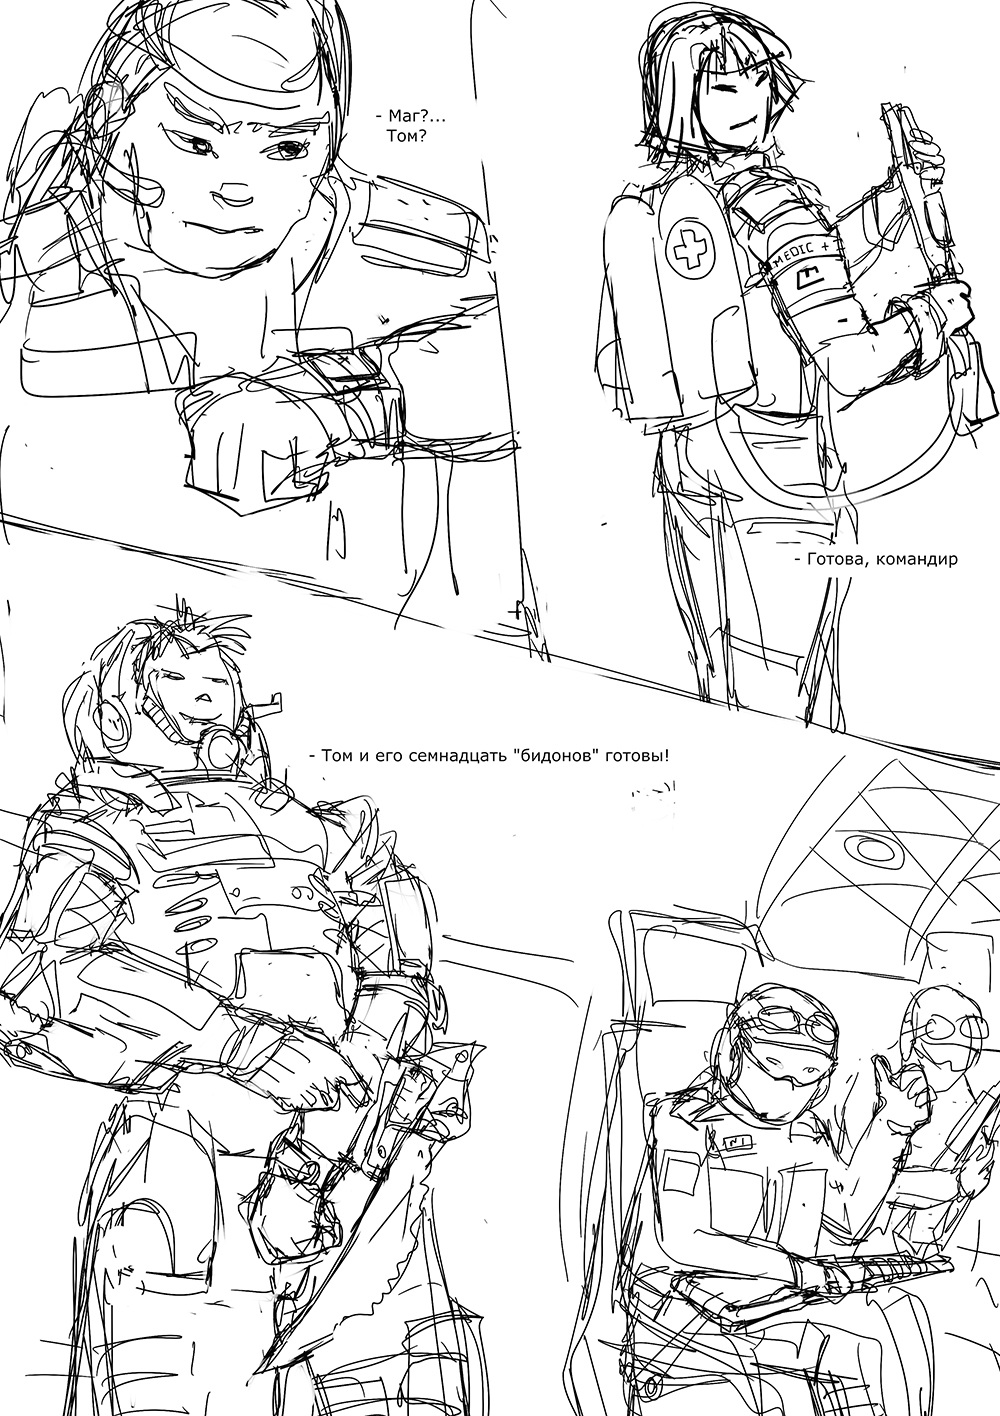 - Маг?...
Том?
MEDIC +
- Готова, командир
- Том и его семнадцать "бидонов" готовы!